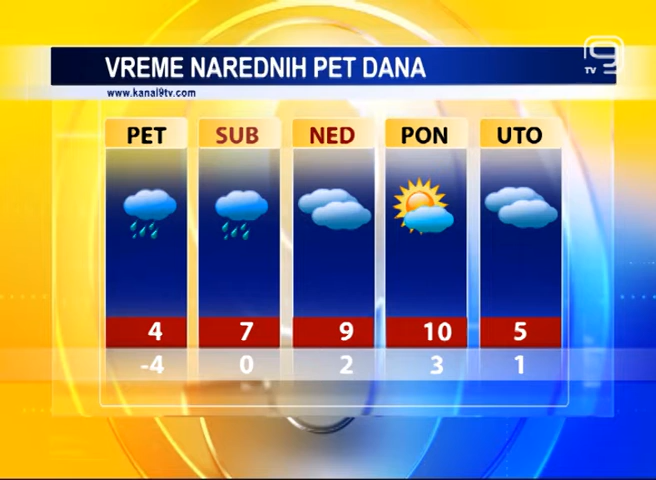 VREME NAREDNIH PET DANA
9
TV
www.kanal9tv.com
PET SUB NED PON UTO
4 7 9 10 5
-4 0 2 3 1